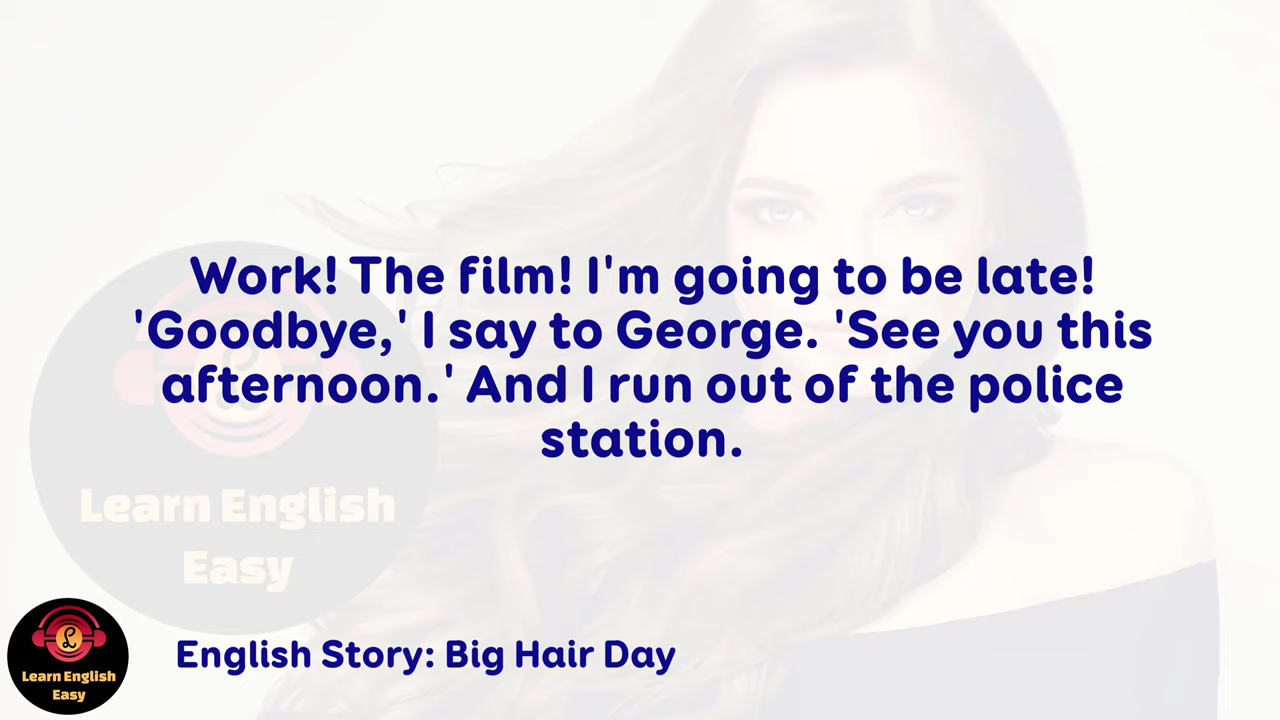 Work! The film! I'm going to be late!
'Goodbye,' I say to George. 'See you this
afternoon.' And I run out of the police
station.
Learn English
Easy
English Story: Big Hair Day
Learn English
Easy